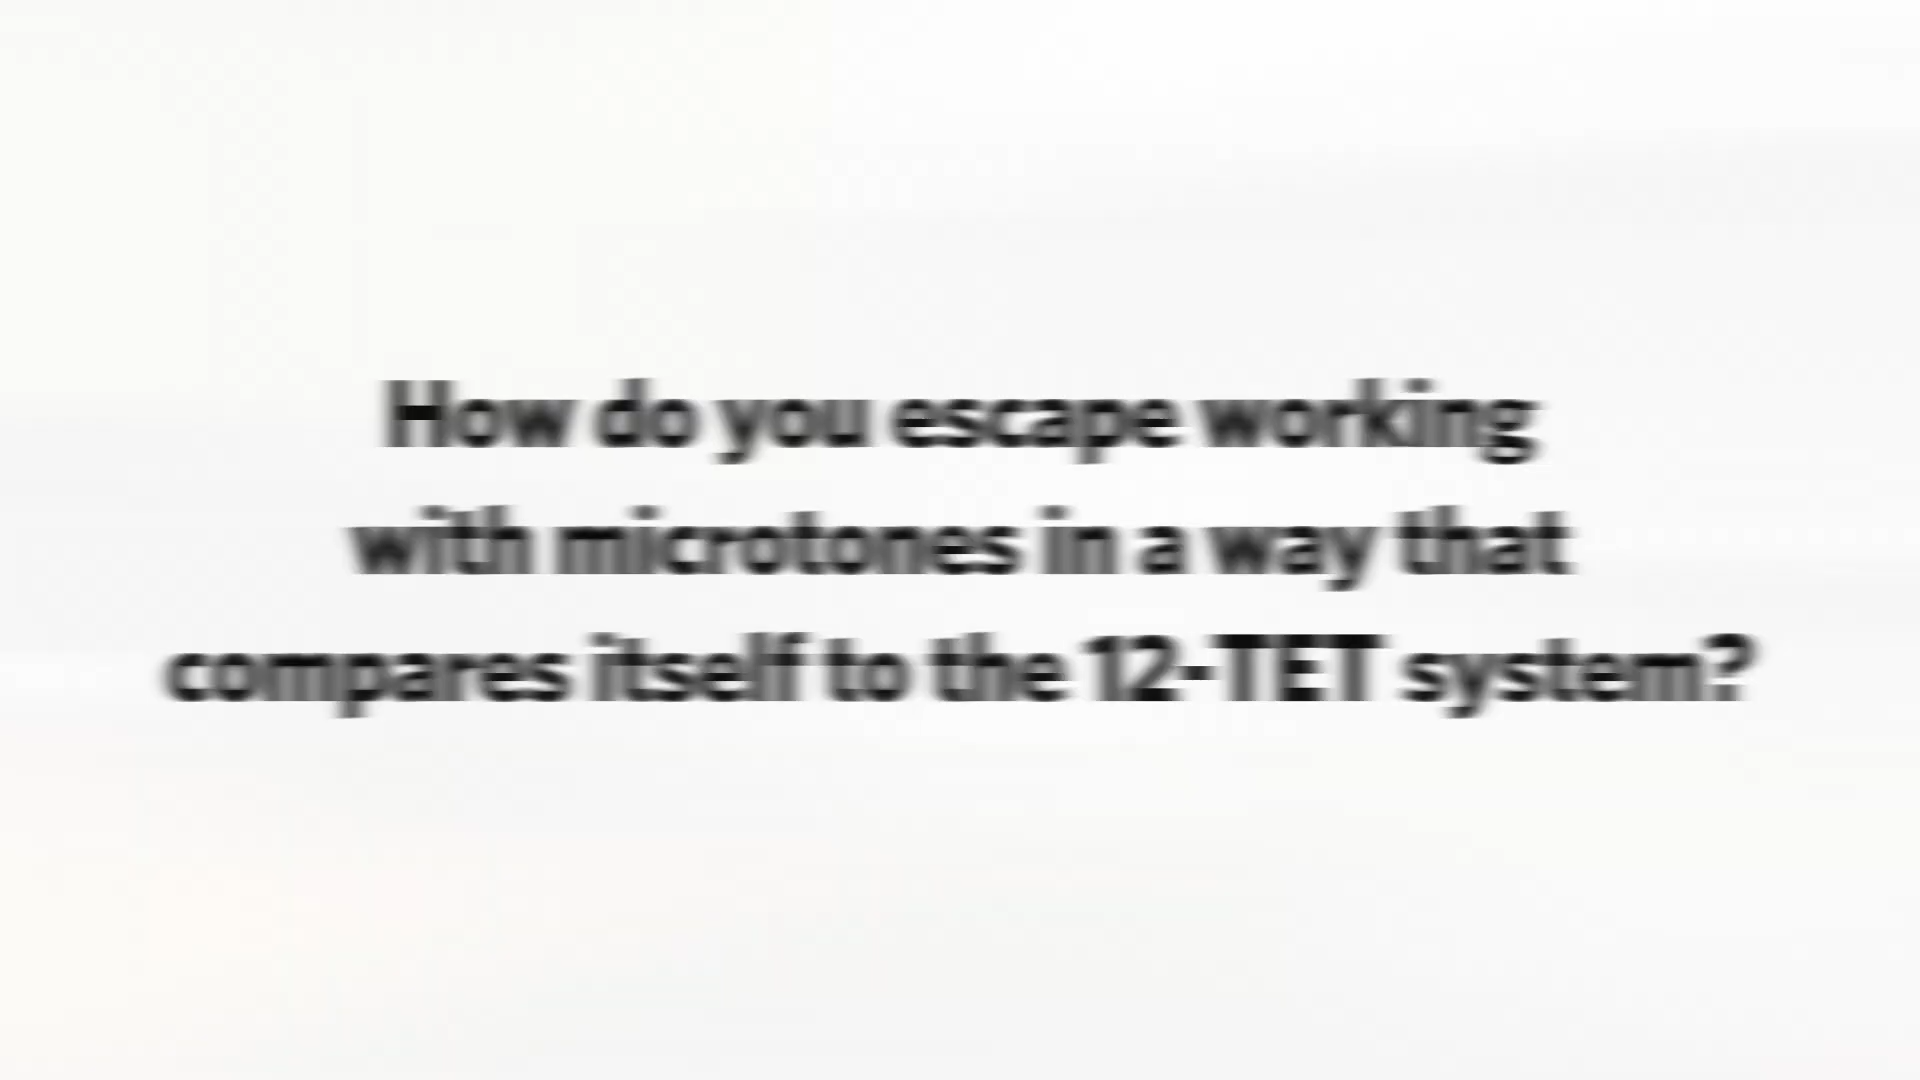 How do you escape working
with microtones in a way that
compares itself to the 12-TET system?